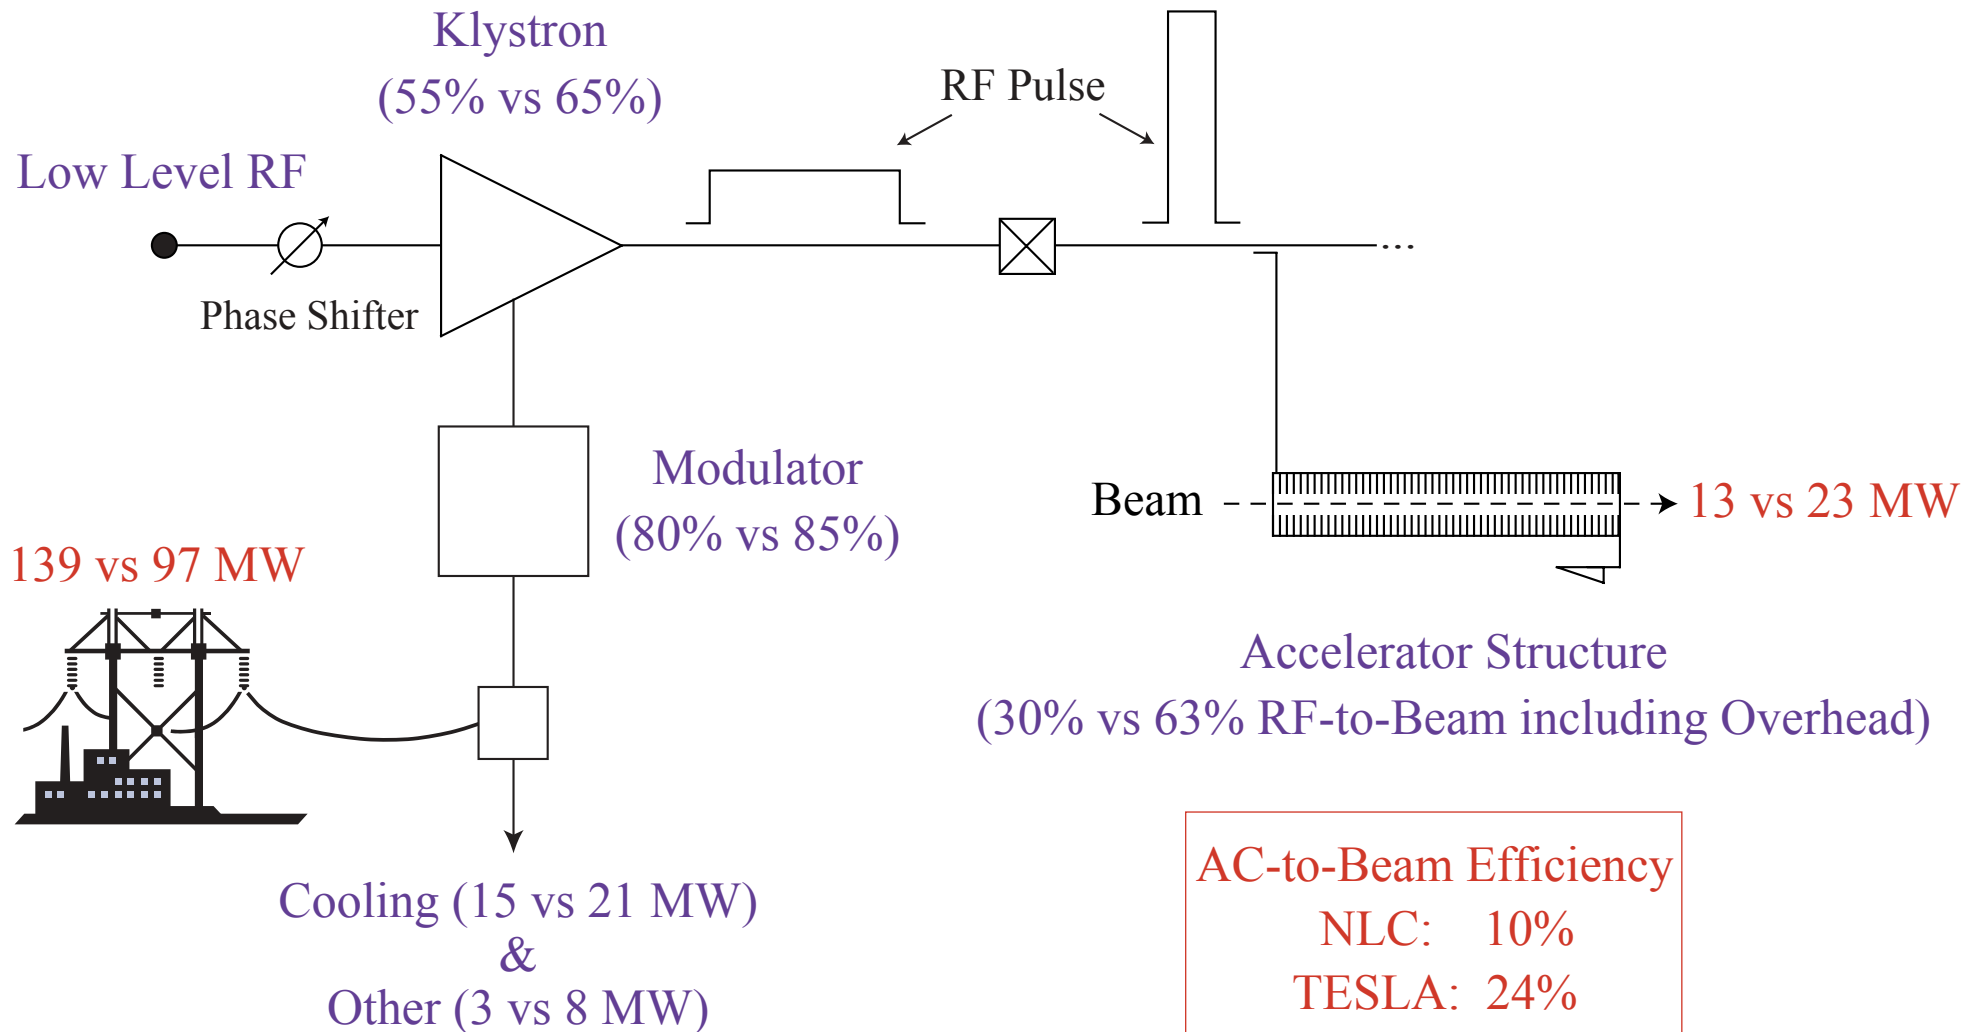 Klystron
(55% vs 65%)
RF Pulse
Low Level RF
Phase Shifter
Modulator
(80% vs 85%)
Beam
13 vs 23 MW
139 vs 97 MW
Accelerator Structure
(30% vs 63% RF-to-Beam including Overhead)
Cooling (15 vs 21 MW)
&
Other (3 vs 8 MW)
AC-to-Beam Efficiency
NLC: 10%
TESLA: 24%